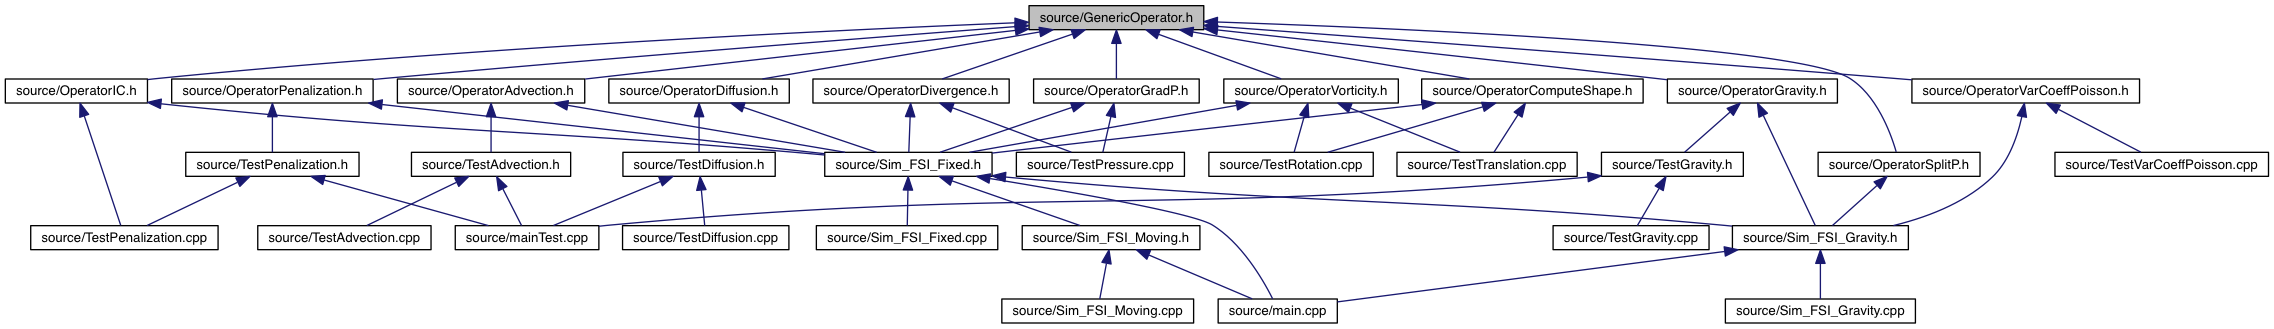 source/GenericOperator.h
source/OperatorIC.h
source/OperatorPenalization.h
source/OperatorAdvection.h
source/OperatorDiffusion.h
source/OperatorDivergence.h
source/OperatorGradP.h
source/OperatorVorticity.h
source/OperatorComputeShape.h
source/OperatorGravity.h
source/OperatorVarCoeffPoisson.h
source/TestPenalization.h
source/TestAdvection.h
source/TestDiffusion.h
source/Sim_FSI_Fixed.h
source/TestPressure.cpp
source/TestRotation.cpp
source/TestTranslation.cpp
source/TestGravity.h
source/OperatorSplitP.h
source/TestVarCoeffPoisson.cpp
source/TestPenalization.cpp
source/TestAdvection.cpp
source/mainTest.cpp
source/TestDiffusion.cpp
source/Sim_FSI_Fixed.cpp
source/Sim_FSI_Moving.h
source/TestGravity.cpp
source/Sim_FSI_Gravity.h
source/Sim_FSI_Moving.cpp
source/main.cpp
source/Sim_FSI_Gravity.cpp